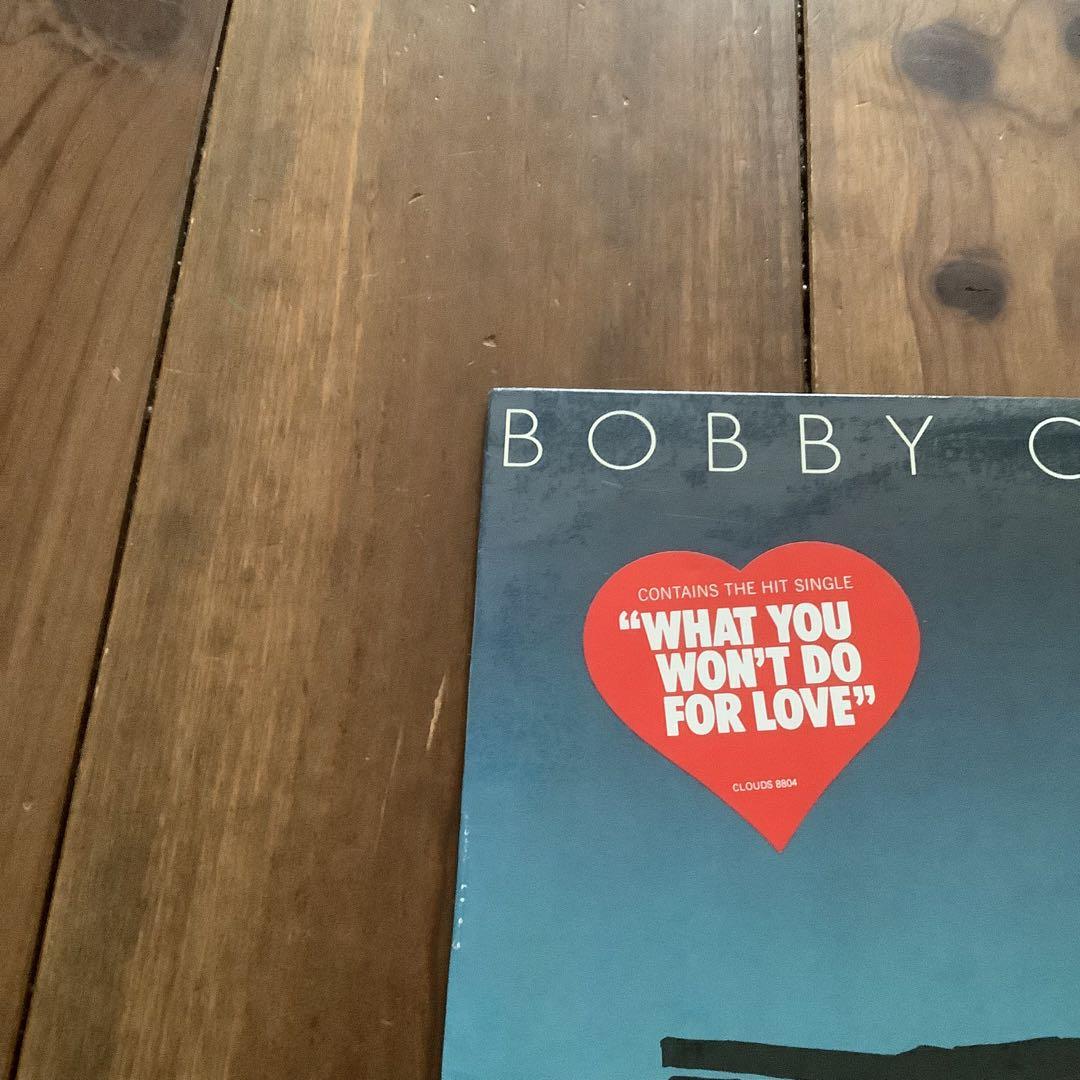 BOBBY C
CONTAINS THE HIT SINGLE
“WHAT YOU
WON’T DO
FOR LOVE”
CLOUDS 8804